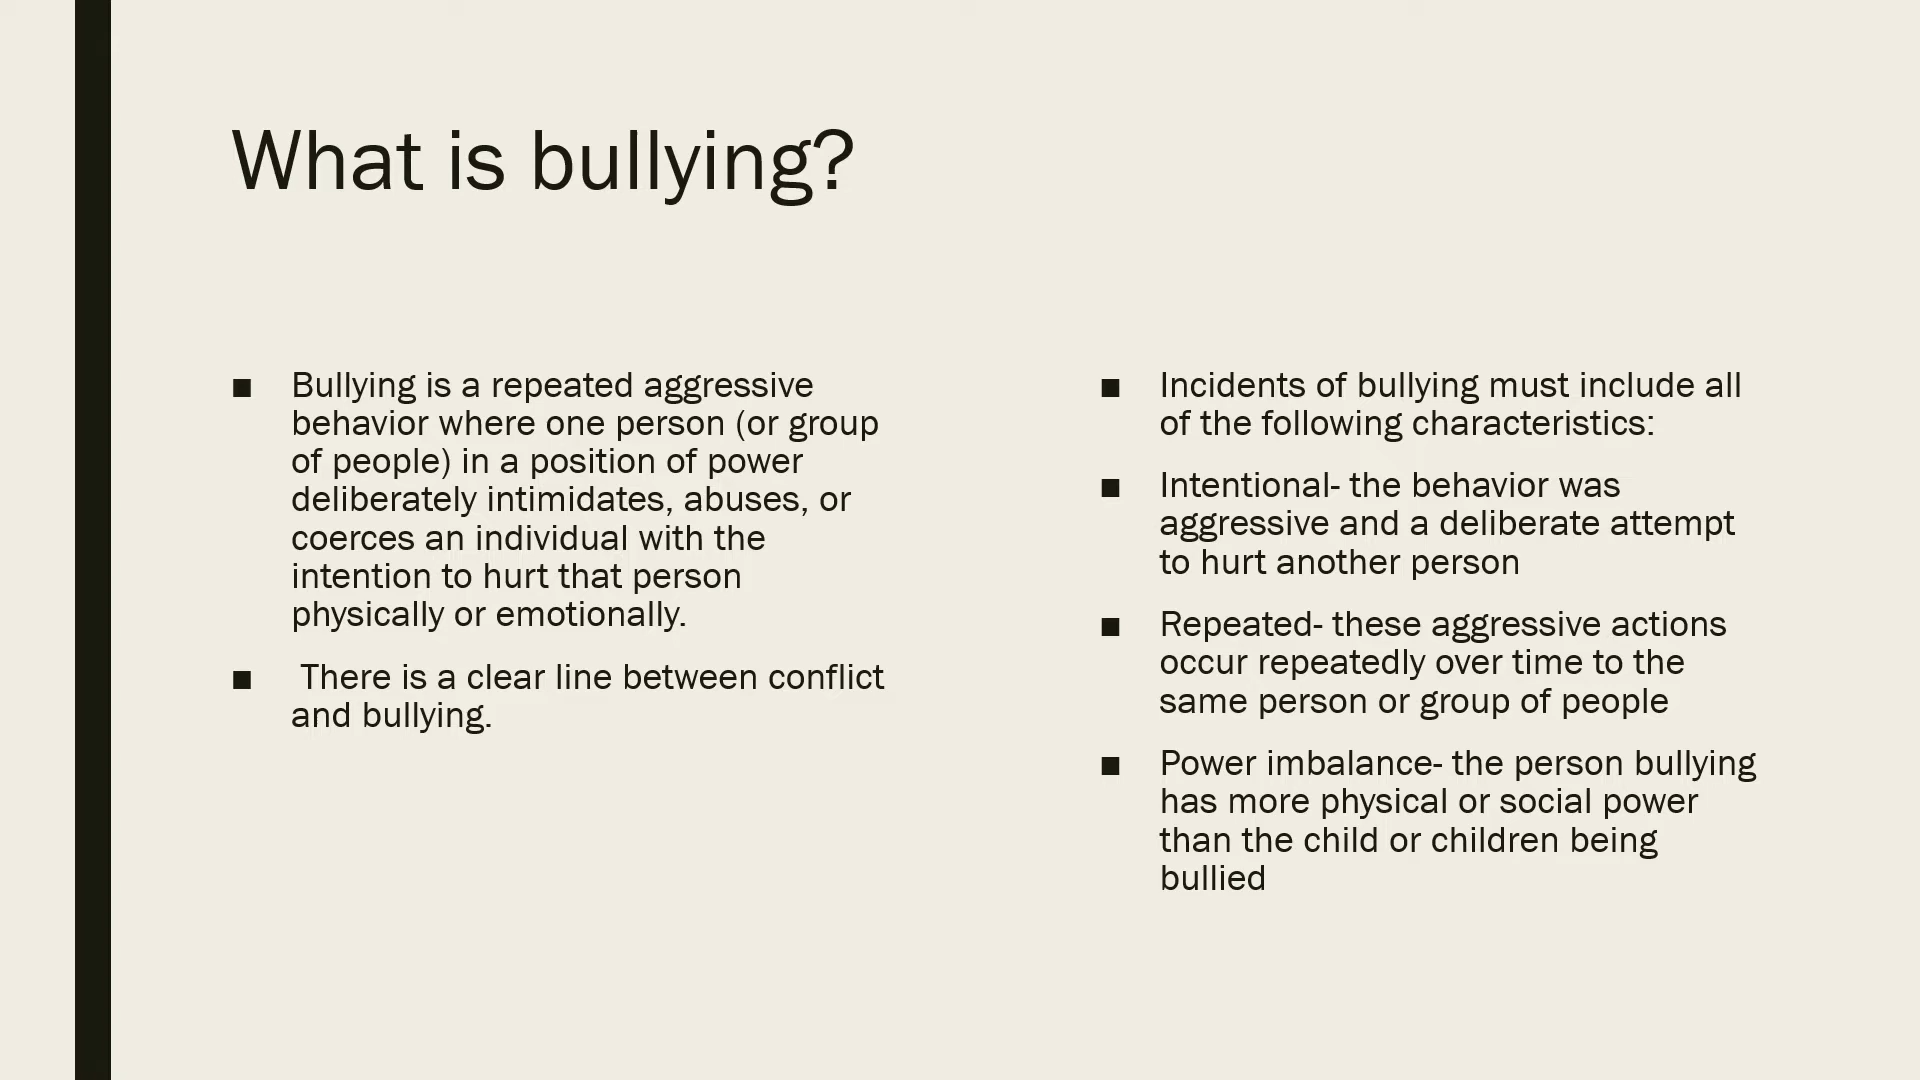 What is bullying?
■ Bullying is a repeated aggressive
behavior where one person (or group
of people) in a position of power
deliberately intimidates, abuses, or
coerces an individual with the
intention to hurt that person
physically or emotionally.
■ There is a clear line between conflict
and bullying.
■ Incidents of bullying must include all
of the following characteristics:
■ Intentional- the behavior was
aggressive and a deliberate attempt
to hurt another person
■ Repeated- these aggressive actions
occur repeatedly over time to the
same person or group of people
■ Power imbalance- the person bullying
has more physical or social power
than the child or children being
bullied